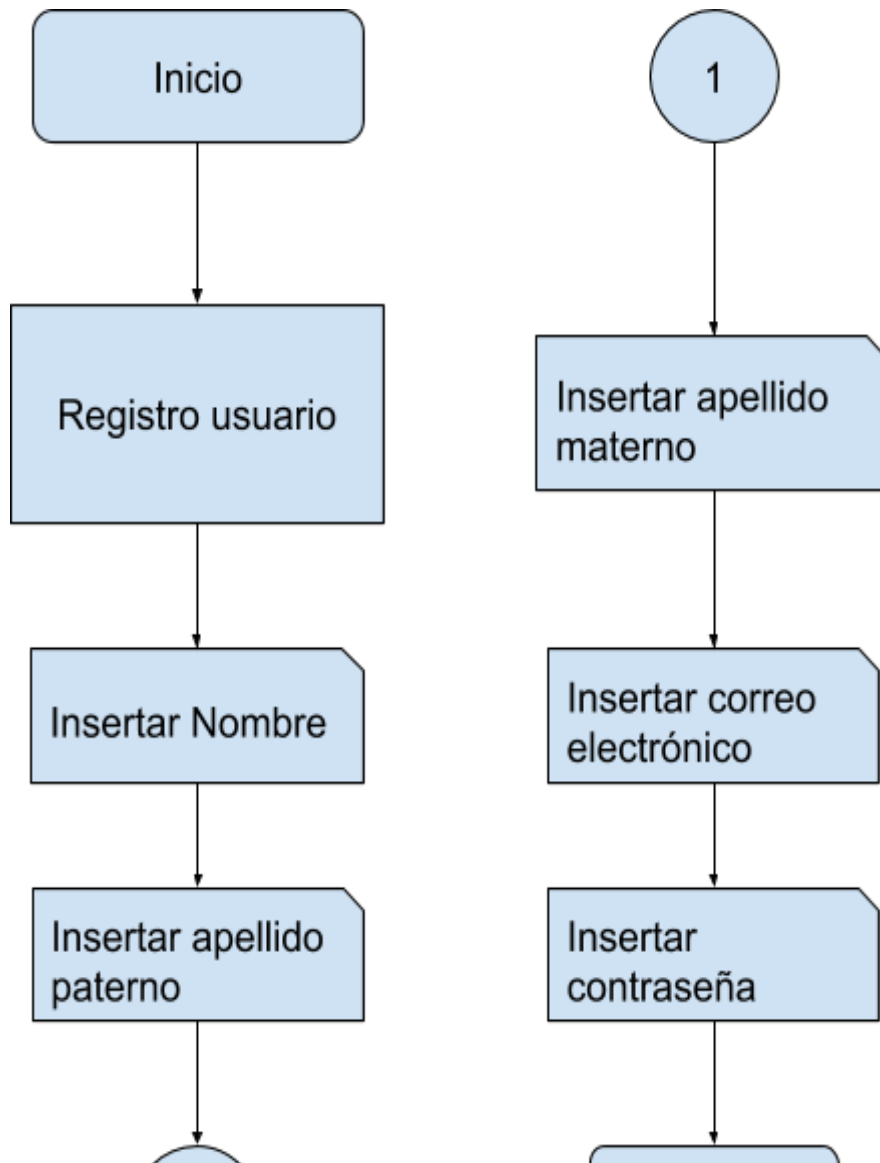 Inicio
Registro usuario
Insertar Nombre
Insertar apellido
paterno
1
Insertar apellido
materno
Insertar correo
electrónico
Insertar
contraseña